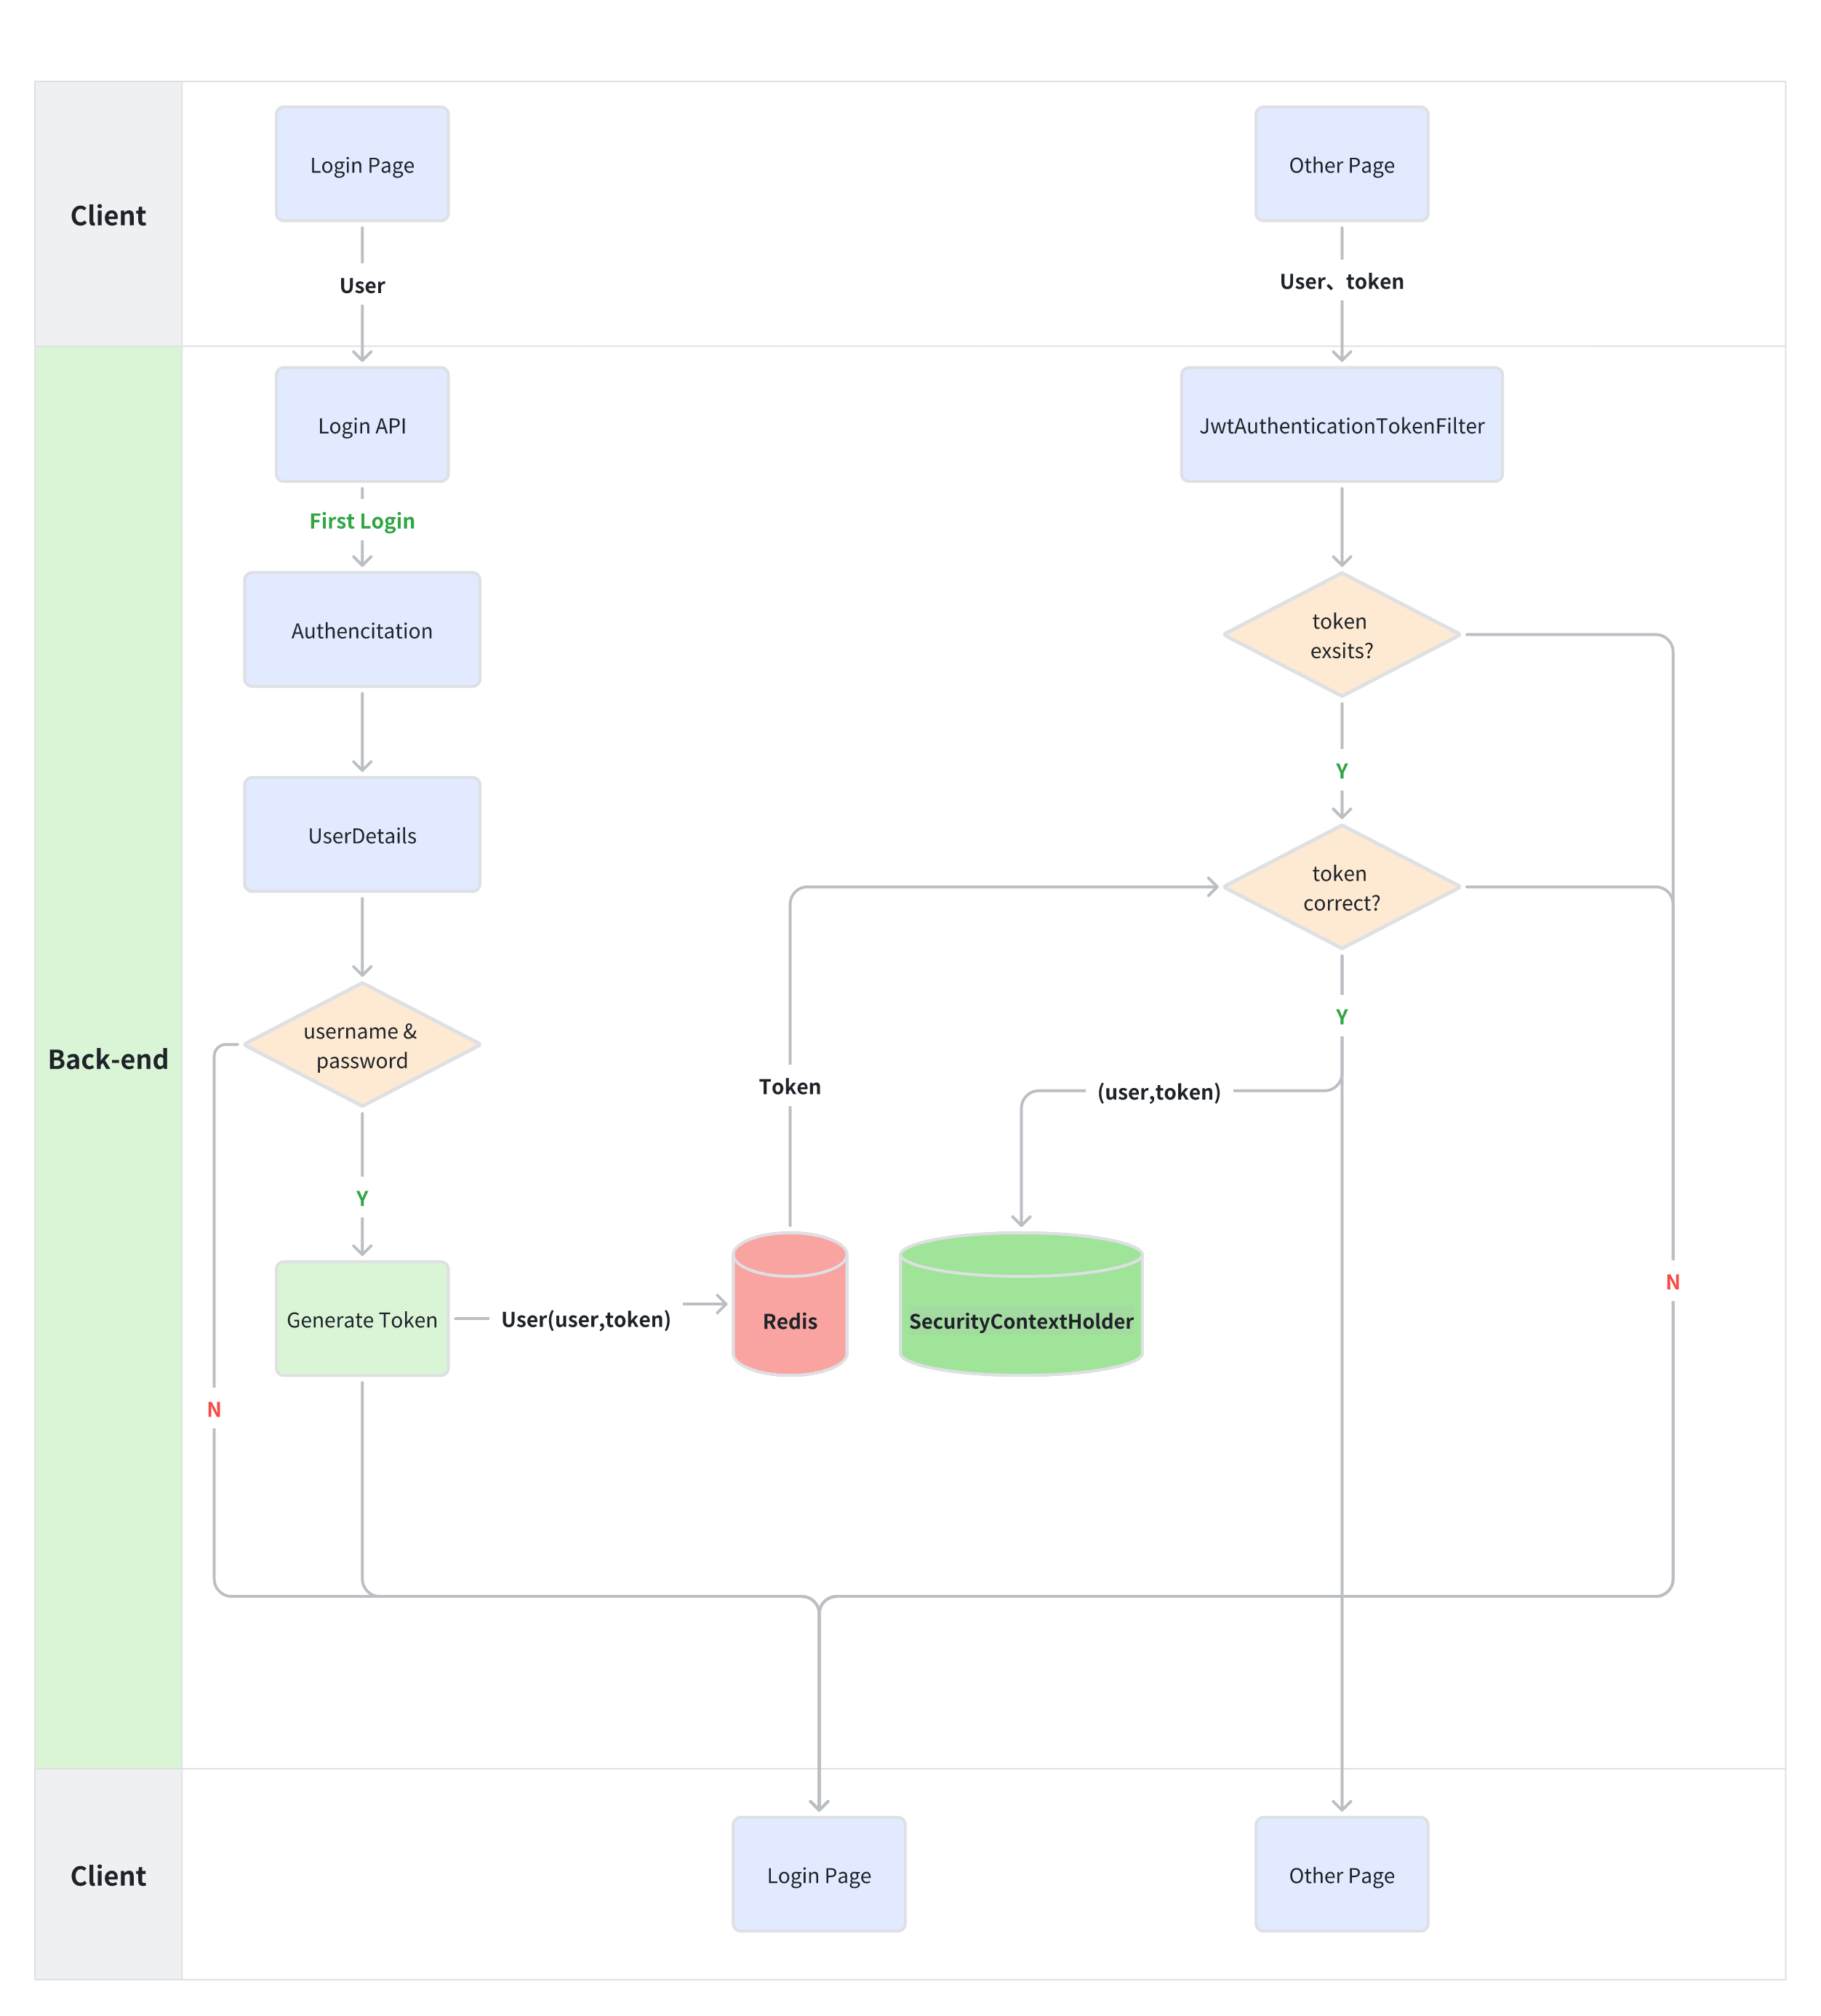 Client
Login Page
Other Page
User
User、token
Back-end
Login API
JwtAuthenticationTokenFilter
First Login
Authencitation
token
exsits?
Y
UserDetails
token
correct?
username &
password
Y
Token
(user,token)
Y
N
Generate Token
User(user,token)
Redis
SecurityContextHolder
N
Client
Login Page
Other Page